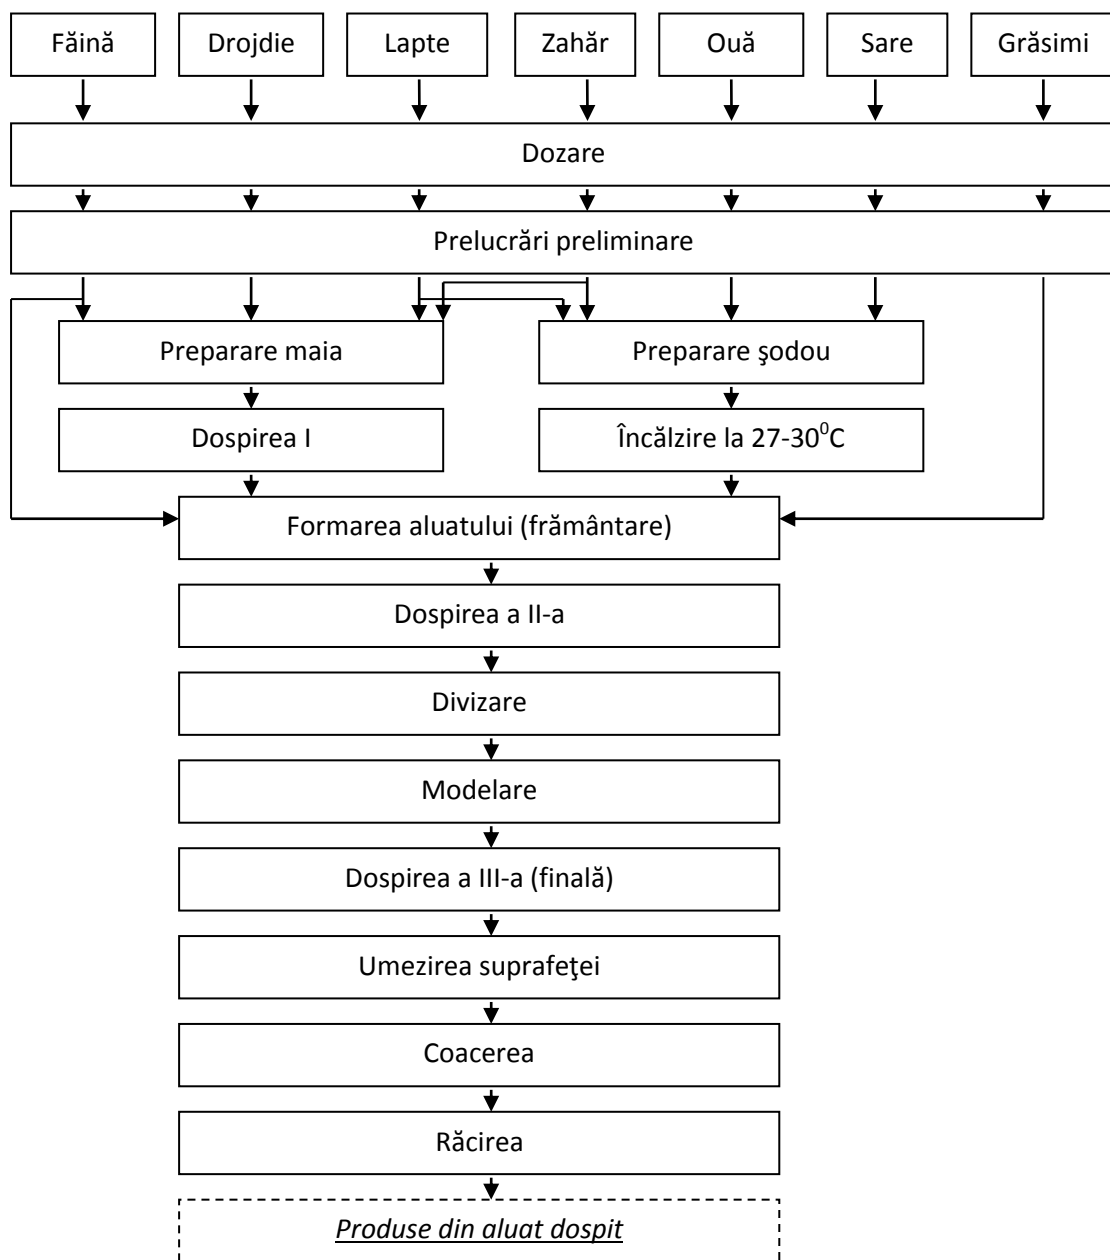 Făină Drojdie Lapte Zahăr Ouă Sare Grăsimi
Dozare
Prelucrări preliminare
Preparare maia Preparare şodou
Dospirea I Încălzire la 27-30⁰C
Formarea aluatului (frământare)
Dospirea a II-a
Divizare
Modelare
Dospirea a III-a (finală)
Umezirea suprafeţei
Coacerea
Răcirea
Produse din aluat dospit